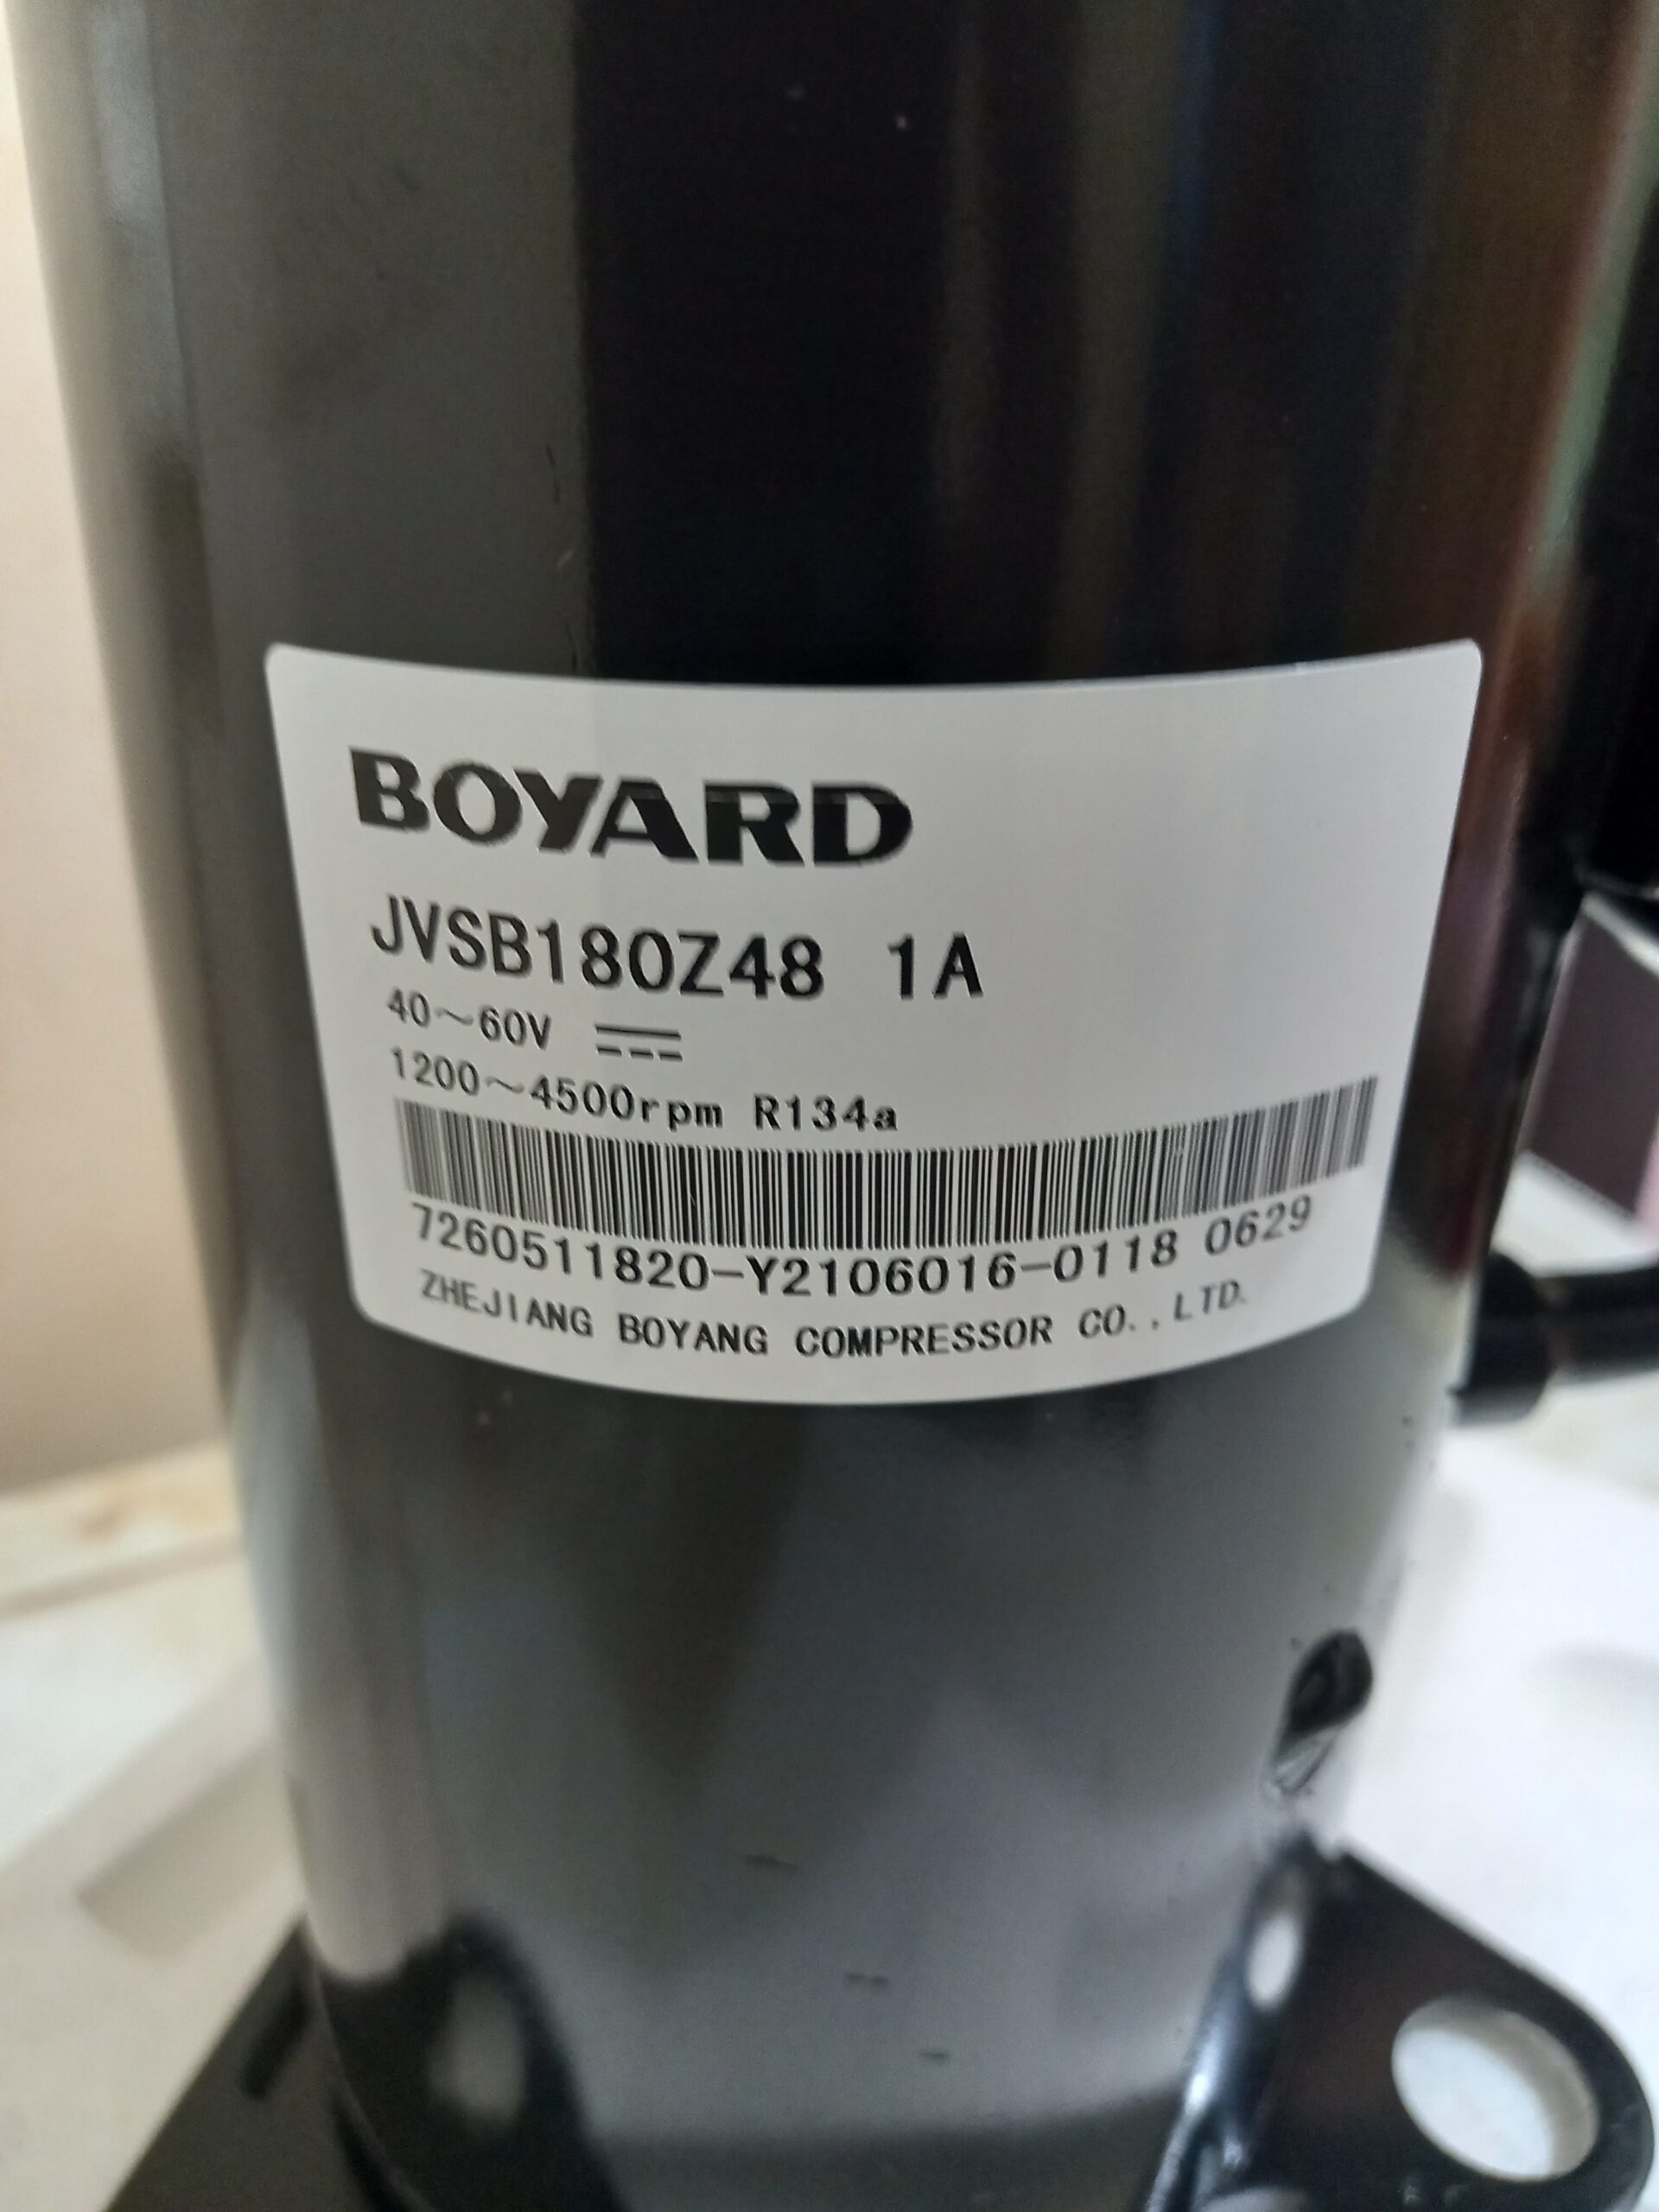 BOYARD
JVSB180Z48 1A
40~60V
1200~4500rpm R134a
7260511820-Y2106016-0118 0629
ZHEJIANG BOYANG COMPRESSOR CO.,LTD.